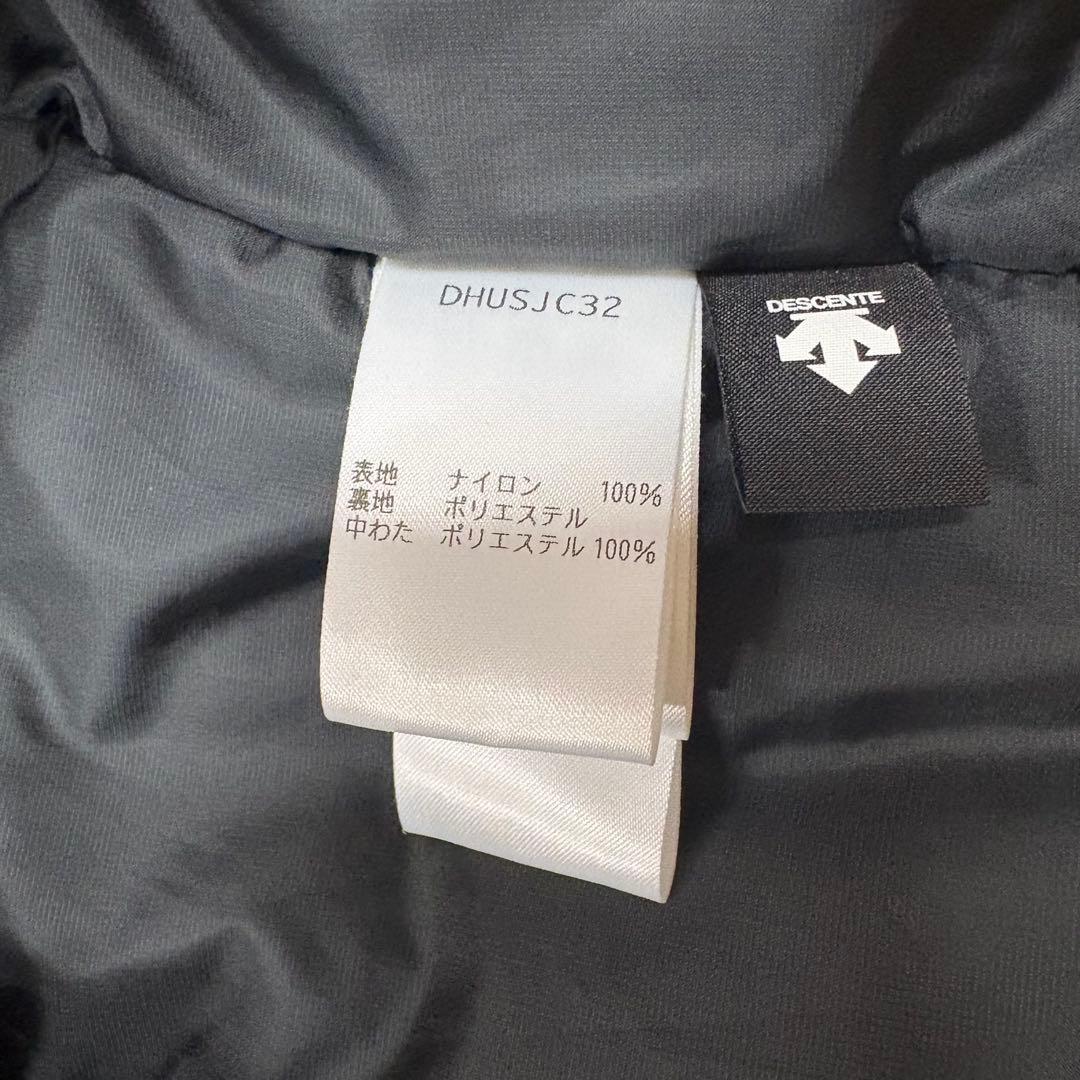 DHUSJC32
表地 ナイロン 100%
裏地 ポリエステル
中わた ポリエステル 100%
DESCENTE